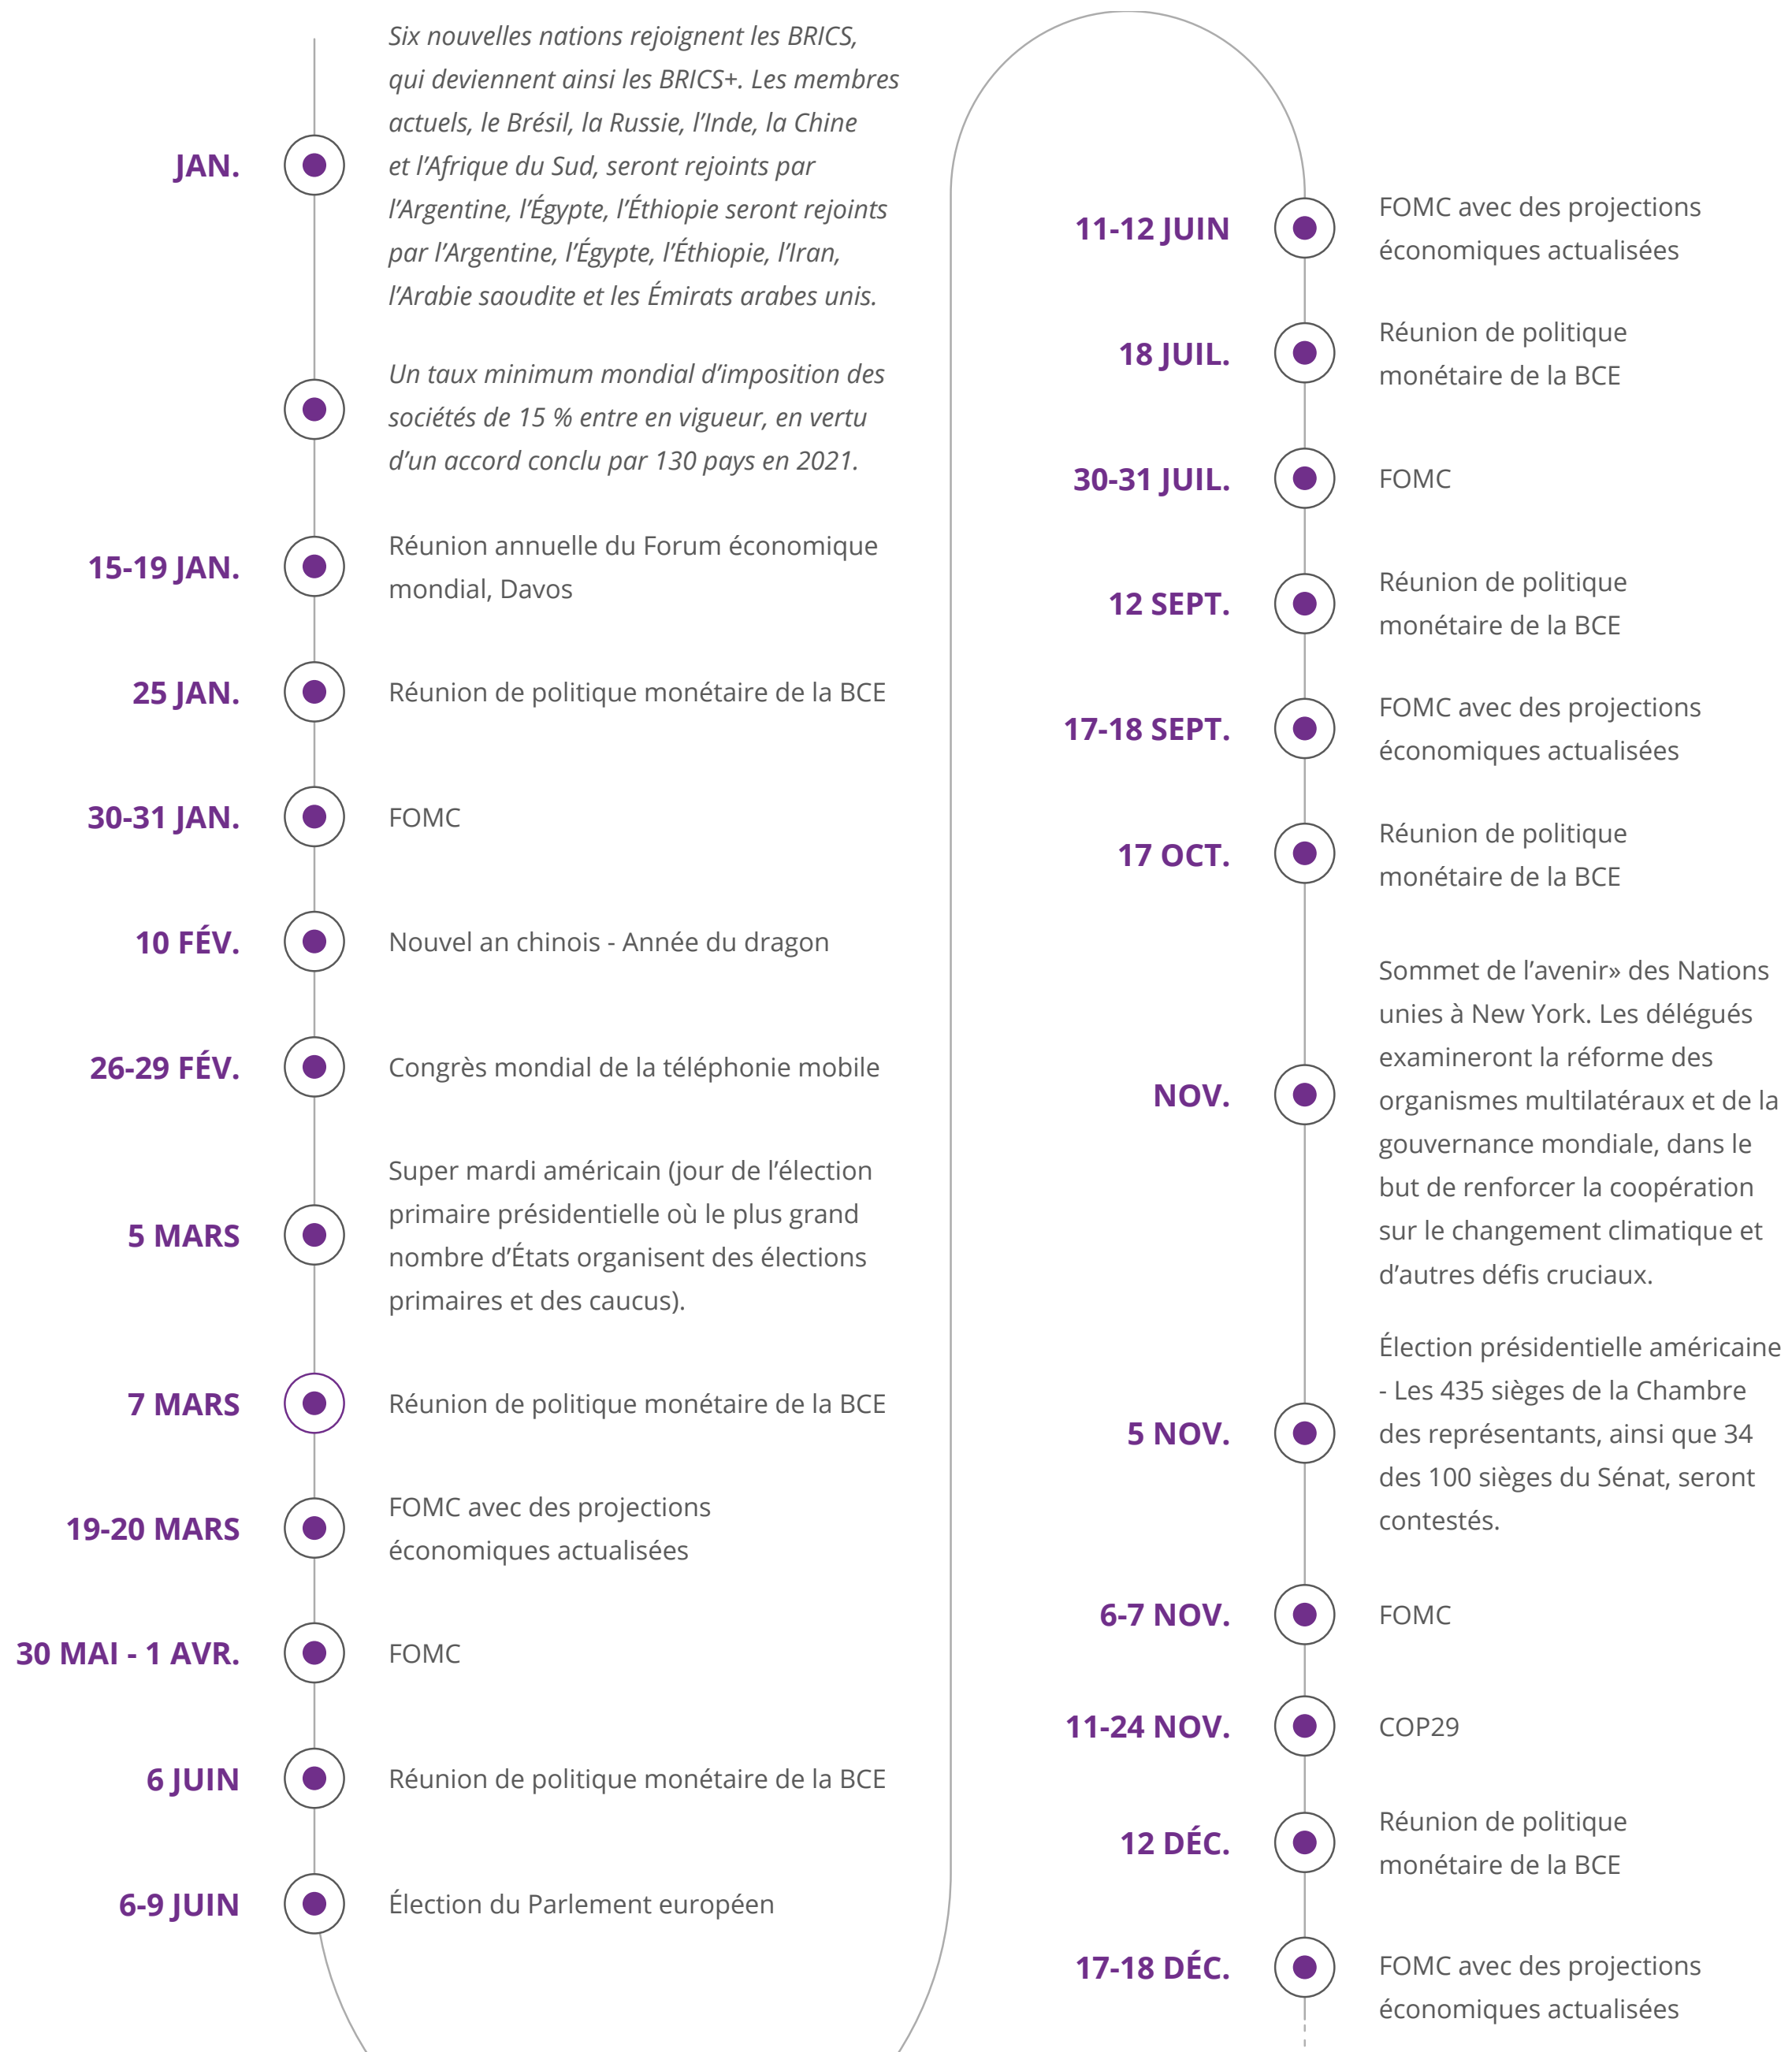 JAN.
Six nouvelles nations rejoignent les BRICS,
qui deviennent ainsi les BRICS+. Les membres
actuels, le Brésil, la Russie, l’Inde, la Chine
et l’Afrique du Sud, seront rejoints par
l’Argentine, l’Égypte, l’Éthiopie seront rejoints
par l’Argentine, l’Égypte, l’Éthiopie, l’Iran,
l’Arabie saoudite et les Émirats arabes unis.
Un taux minimum mondial d’imposition des
sociétés de 15 % entre en vigueur, en vertu
d’un accord conclu par 130 pays en 2021.
15-19 JAN.
Réunion annuelle du Forum économique
mondial, Davos
25 JAN.
Réunion de politique monétaire de la BCE
30-31 JAN.
FOMC
10 FÉV.
Nouvel an chinois - Année du dragon
26-29 FÉV.
Congrès mondial de la téléphonie mobile
5 MARS
Super mardi américain (jour de l’élection
primaire présidentielle où le plus grand
nombre d’États organisent des élections
primaires et des caucus).
7 MARS
Réunion de politique monétaire de la BCE
19-20 MARS
FOMC avec des projections
économiques actualisées
30 MAI - 1 AVR.
FOMC
6 JUIN
Réunion de politique monétaire de la BCE
6-9 JUIN
Élection du Parlement européen
11-12 JUIN
FOMC avec des projections
économiques actualisées
18 JUIL.
Réunion de politique
monétaire de la BCE
30-31 JUIL.
FOMC
12 SEPT.
Réunion de politique
monétaire de la BCE
17-18 SEPT.
FOMC avec des projections
économiques actualisées
17 OCT.
Réunion de politique
monétaire de la BCE
NOV.
Sommet de l’avenir» des Nations
unies à New York. Les délégués
examineront la réforme des
organismes multilatéraux et de la
gouvernance mondiale, dans le
but de renforcer la coopération
sur le changement climatique et
d’autres défis cruciaux.
5 NOV.
Élection présidentielle américaine
- Les 435 sièges de la Chambre
des représentants, ainsi que 34
des 100 sièges du Sénat, seront
contestés.
6-7 NOV.
FOMC
11-24 NOV.
COP29
12 DÉC.
Réunion de politique
monétaire de la BCE
17-18 DÉC.
FOMC avec des projections
économiques actualisées